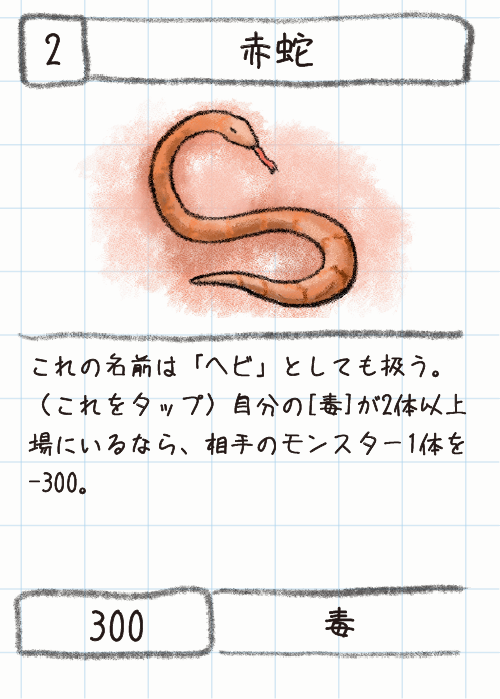 2
赤蛇
これの名前は「ヘビ」としても扱う。
（これをタップ）自分の[毒]が2体以上
場にいるなら、相手のモンスター1体を
-300。
300
毒